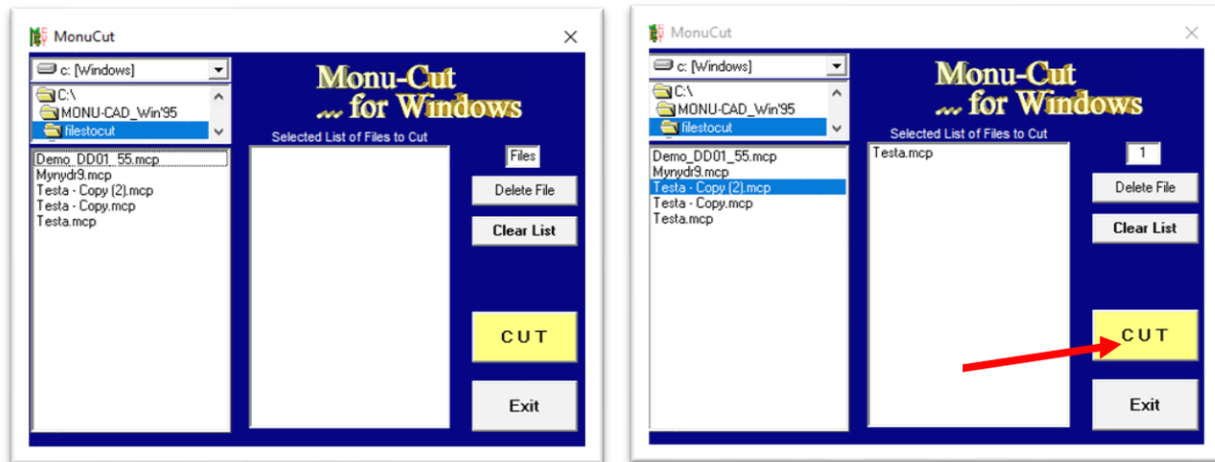 MonuCut
c: [Windows]
C:\
MONU-CAD_Win'95
filestocut
Monu-Cut
... for Windows
Selected List of Files to Cut
Demo_DD01_55.mcp
Mynydr9.mcp
Testa - Copy (2).mcp
Testa - Copy.mcp
Testa.mcp
Files
Delete File
Clear List
CUT
Exit
MonuCut
c: [Windows]
C:\
MONU-CAD_Win'95
filestocut
Monu-Cut
... for Windows
Selected List of Files to Cut
Demo_DD01_55.mcp
Mynydr9.mcp
Testa - Copy (2).mcp
Testa - Copy.mcp
Testa.mcp
Testa.mcp
1
Delete File
Clear List
CUT
Exit